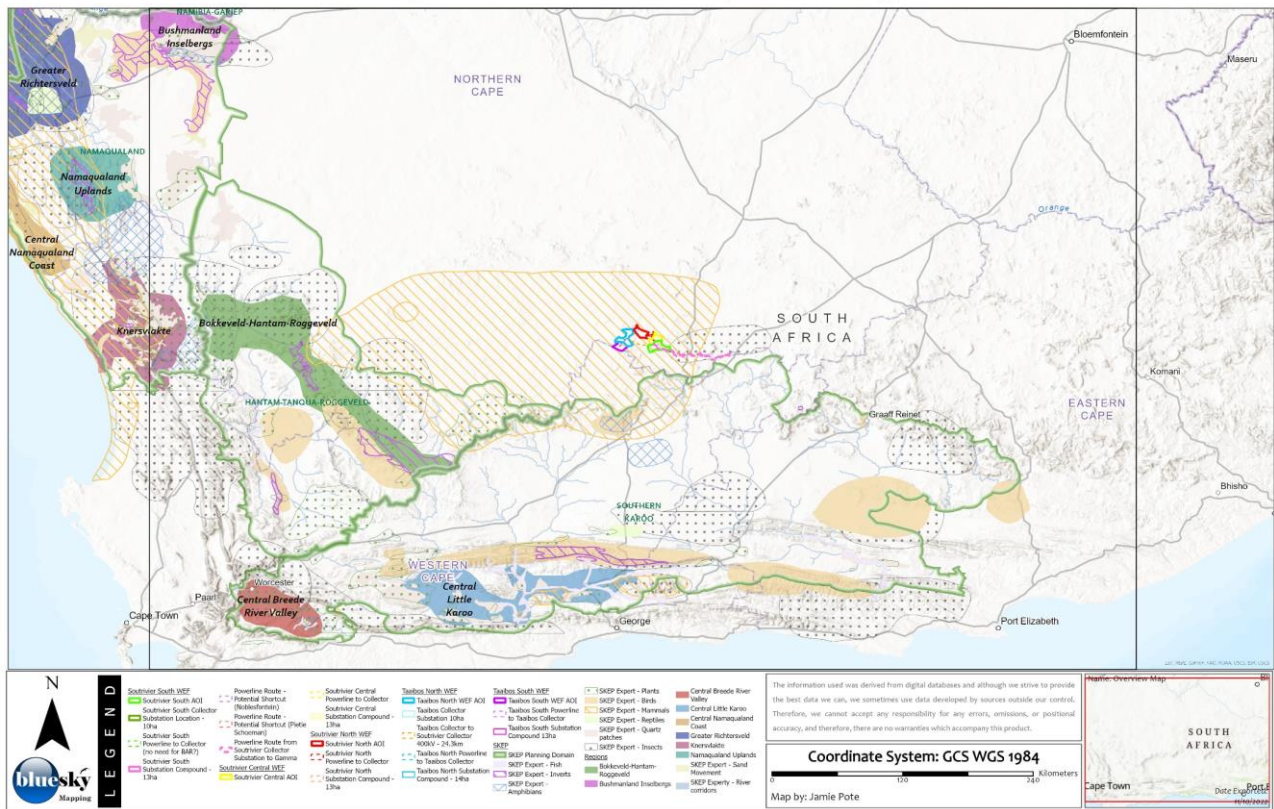 NAMIBIA-GARIEP
Bushmanland
Inselbergs
Bloemfontein
Greater
Richtersveld
NORTHERN
CAPE
Maseru
NAMAQUALAND
Namaqualand
Uplands
Orange
Central
Namaqualand
Coast
Knersvlakte
Bokkeveld-Hantam-Roggeveld
SOUTH
AFRICA
Komani
HANTAM-TANQUA-ROGGEVELD
Graaff Reinet
EASTERN
CAPE
Bhisho
SOUTHERN
KAROO
WESTERN
CAPE
Worcester
Paarl
Central Breede
River Valley
Central
Little
Karoo
Cape Town
George
Port Elizabeth
N
bluesky
Mapping
LEGEND
Soutrivier South WEF
Soutrivier South AOI
Soutrivier South Collector
Substation Location -
10ha
Soutrivier South
Powerline to Collector
(no need for BAR?)
Soutrivier South
Substation Compound -
13ha
Powerline Route -
Potential Shortcut
(Noblesfontein)
Powerline Route -
Potential Shortcut (Pietie
Schoeman)
Powerline Route from
Soutrivier Collector
Substation to Gamma
Soutrivier Central WEF
Soutrivier Central AOI
Soutrivier Central
Powerline to Collector
Soutrivier Central
Substation Compound -
13ha
Soutrivier North WEF
Soutrivier North AOI
Soutrivier North
Powerline to Collector
Soutrivier North
Substation Compound -
13ha
Taaibos North WEF
Taaibos North WEF AOI
Taaibos Collector
Substation 10ha
Taaibos Collector to
Soutrivier Collector
400kV - 24.3km
Taaibos North Powerline
to Taaibos Collector
Taaibos North Substation
Compound - 14ha
Taaibos South WEF
Taaibos South WEF AOI
Taaibos South Powerline
to Taaibos Collector
Taaibos South Substation
Compound 13ha
SKEP
SKEP Planning Domain
SKEP Expert - Fish
SKEP Expert - Inverts
SKEP Expert -
Amphibians
SKEP Expert - Plants
SKEP Expert - Birds
SKEP Expert - Mammals
SKEP Expert - Reptiles
SKEP Expert - Quartz
patches
SKEP Expert - Insects
Regions
Bokkeveld-Hantam-
Roggeveld
Bushmanland Inselbergs
Central Breede River
Valley
Central Little Karoo
Central Namaqualand
Coast
Greater Richtersveld
Knersvlakte
Namaqualand Uplands
SKEP Expert - Sand
Movement
SKEP Experty - River
corridors
The information used was derived from digital databases and although we strive to provide
the best data we can, we sometimes use data developed by sources outside our control.
Therefore, we cannot accept any responsibility for any errors, omissions, or positional
accuracy, and therefore, there are no warranties which accompany this product.
Coordinate System: GCS WGS 1984
Kilometers
0 120 240
Map by: Jamie Pote
Name: Overview Map
SOUTH
AFRICA
Cape Town
Port E
Date Exported:
11/10/2022